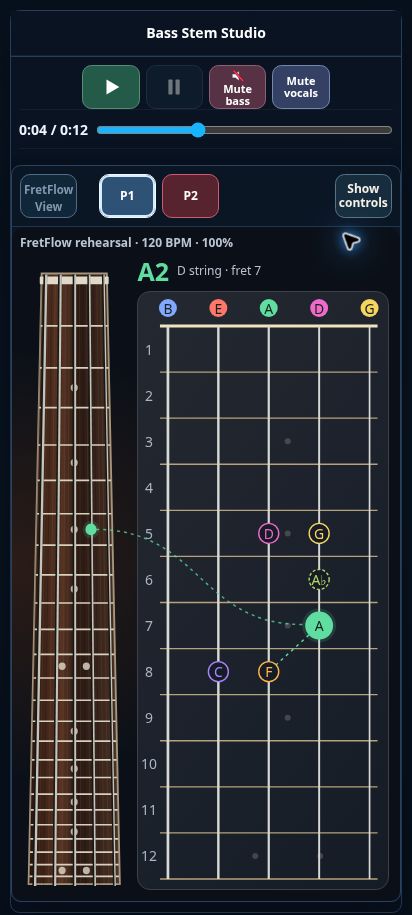 Bass Stem Studio
Mute
bass
Mute
vocals
0:04 / 0:12
FretFlow
View
P1
P2
Show
controls
FretFlow rehearsal · 120 BPM · 100%
A2 D string · fret 7
B E A D G
1
2
3
4
5 D G
6 A♭
7 A
8 C F
9
10
11
12